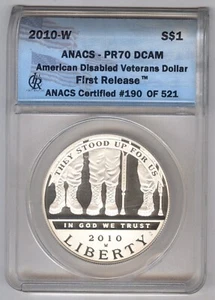 2010-W S$1
ANACS - PR70 DCAM
American Disabled Veterans Dollar
First Release™
ANACS Certified #190 OF 521
THEY STOOD UP FOR US
IN GOD WE TRUST
2010
W
LIBERTY